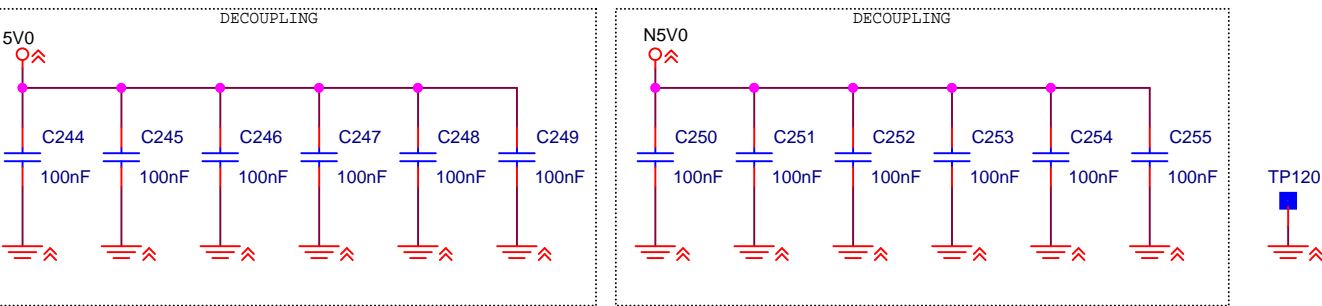 DECOUPLING DECOUPLING
5V0 N5V0
C244 C245 C246 C247 C248 C249 C250 C251 C252 C253 C254 C255
100nF 100nF 100nF 100nF 100nF 100nF 100nF 100nF 100nF 100nF 100nF 100nF TP120